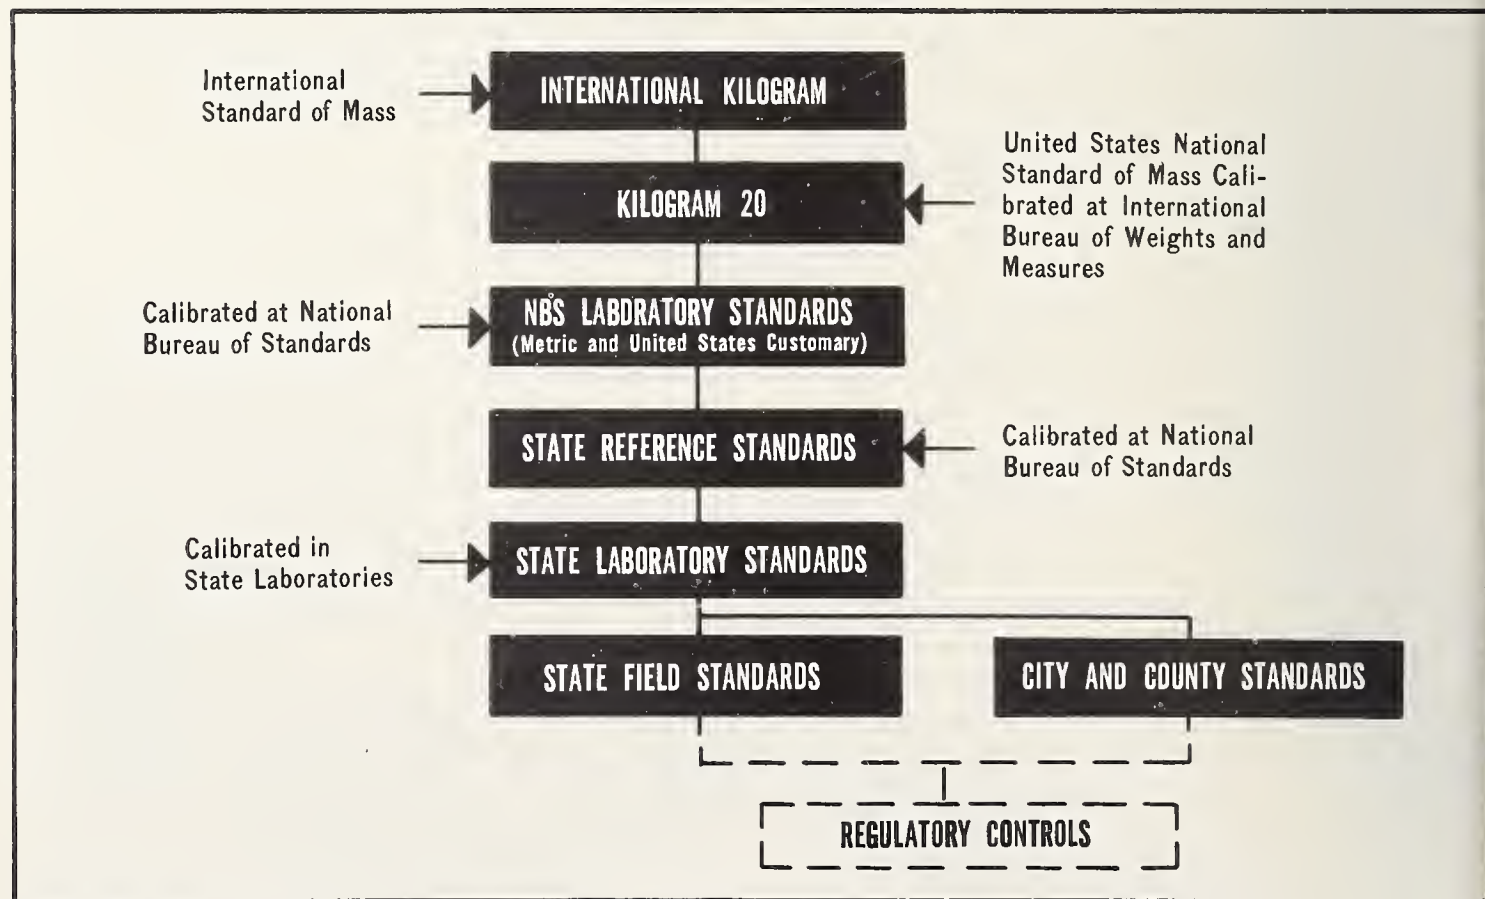 International
Standard of Mass
INTERNATIONAL KILOGRAM
United States National
Standard of Mass Cali-
brated at International
Bureau of Weights and
Measures
KILOGRAM 20
Calibrated at National
Bureau of Standards
NBS LABORATORY STANDARDS
(Metric and United States Customary)
STATE REFERENCE STANDARDS
Calibrated at National
Bureau of Standards
Calibrated in
State Laboratories
STATE LABORATORY STANDARDS
STATE FIELD STANDARDS
CITY AND COUNTY STANDARDS
REGULATORY CONTROLS